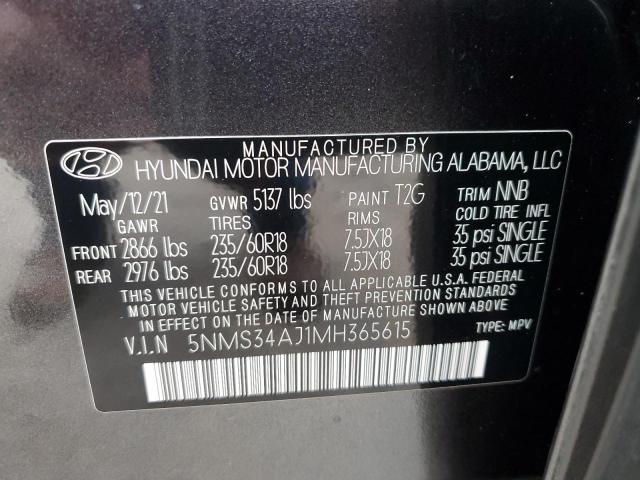 MANUFACTURED BY
HYUNDAI MOTOR MANUFACTURING ALABAMA, LLC
May/12/21 GVWR 5137 lbs PAINT T2G TRIM NNB
GAWR TIRES RIMS COLD TIRE INFL
FRONT 2866 lbs 235/60R18 7.5JX18 35 psi SINGLE
REAR 2976 lbs 235/60R18 7.5JX18 35 psi SINGLE
THIS VEHICLE CONFORMS TO ALL APPLICABLE U.S.A. FEDERAL
MOTOR VEHICLE SAFETY AND THEFT PREVENTION STANDARDS
IN EFFECT ON THE DATE OF MANUFACTURE SHOWN ABOVE.
V.I.N 5NMS34AJ1MH365615 TYPE: MPV